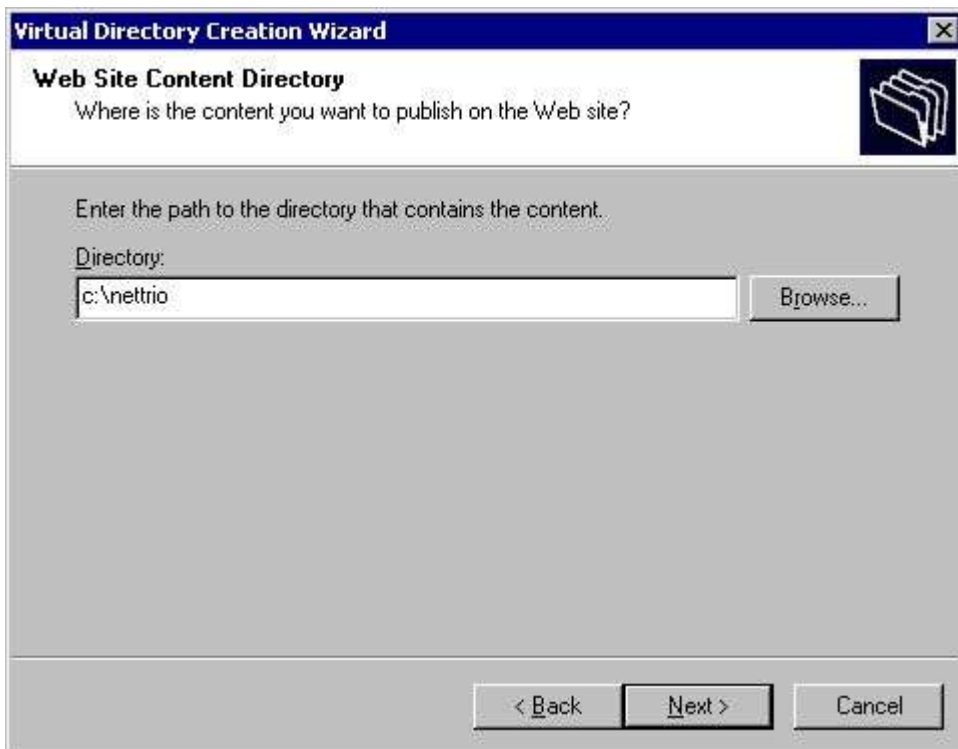 Virtual Directory Creation Wizard
Web Site Content Directory
Where is the content you want to publish on the Web site?
Enter the path to the directory that contains the content.
Directory:
c:\nettrio
Browse...
< Back
Next >
Cancel